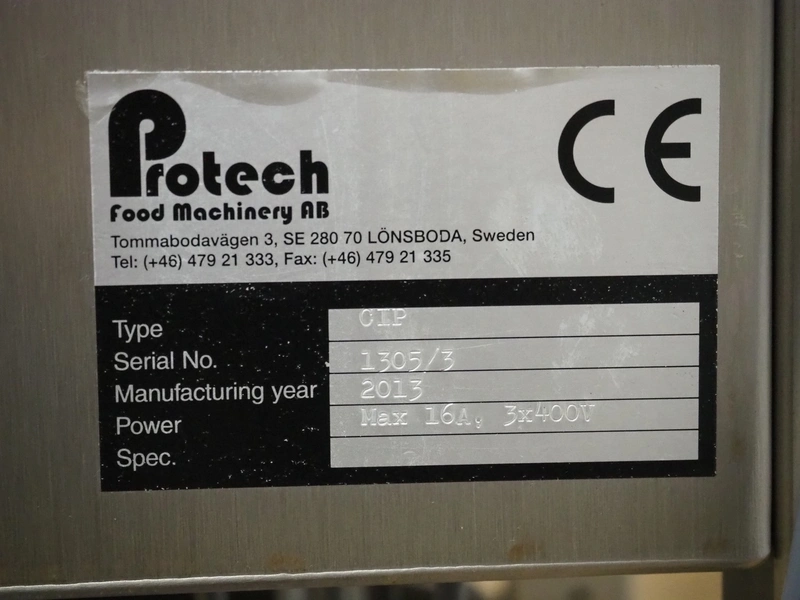 Protech
Food Machinery AB
CE
Tommabodavägen 3, SE 280 70 LÖNSBODA, Sweden
Tel: (+46) 479 21 333, Fax: (+46) 479 21 335
Type CIP
Serial No. 1305/3
Manufacturing year 2013
Power Max 16A, 3x400V
Spec.